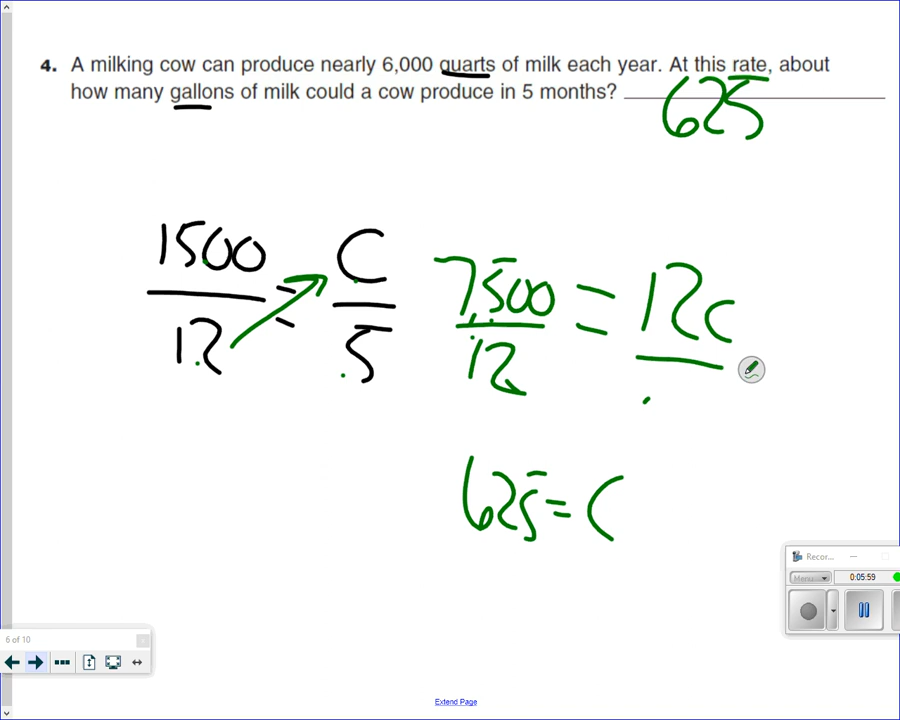 4. A milking cow can produce nearly 6,000 quarts of milk each year. At this rate, about
how many gallons of milk could a cow produce in 5 months?
625
1500 / 12 = C / 5
7,500 / 12 = 12c
625 = C
Recor...
Menu
0:05:59
6 of 10
Extend Page